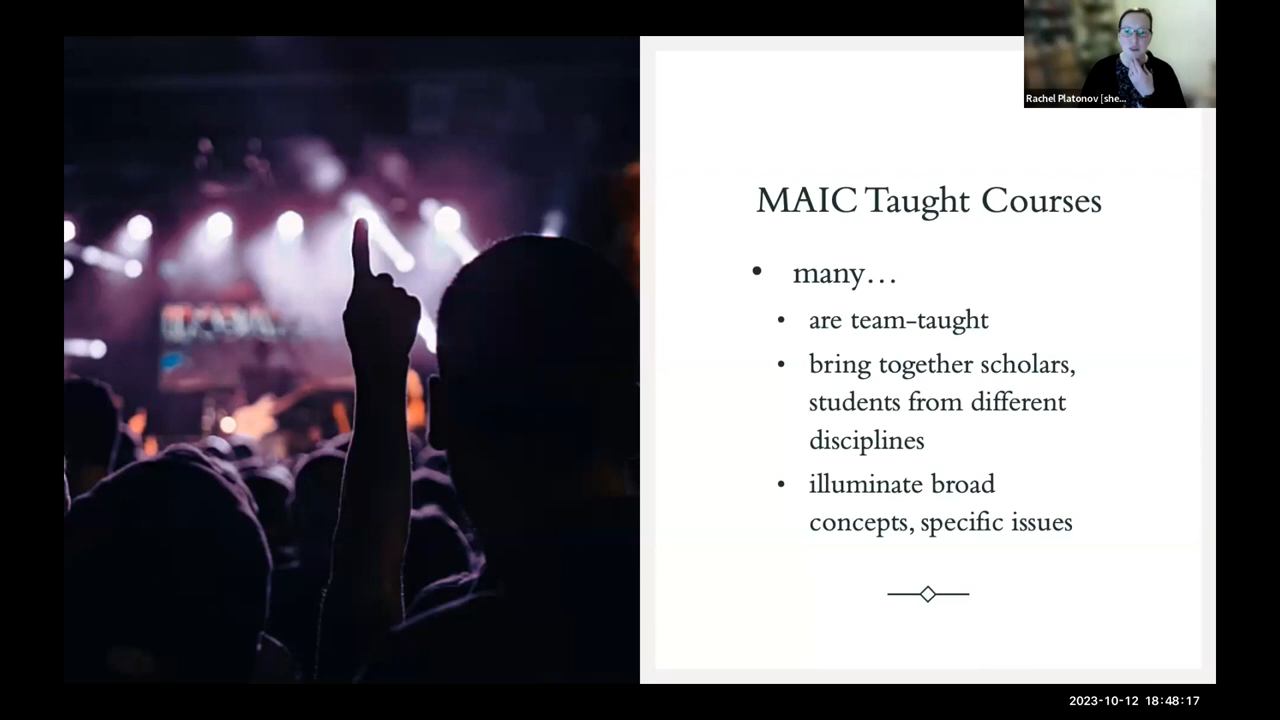 Rachel Platonov [she...
MAIC Taught Courses
• many...
• are team-taught
• bring together scholars,
students from different
disciplines
• illuminate broad
concepts, specific issues
2023-10-12 18:48:17